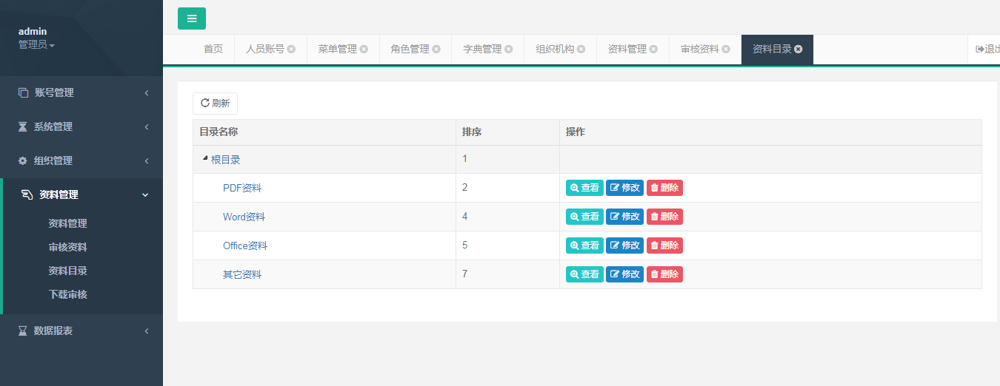 admin
管理员
账号管理
系统管理
组织管理
资料管理
资料管理
审核资料
资料目录
下载审核
数据报表
首页 人员账号 菜单管理 角色管理 字典管理 组织机构 资料管理 审核资料 资料目录 退出
刷新
目录名称 排序 操作
根目录 1
PDF资料 2 查看 修改 删除
Word资料 4 查看 修改 删除
Office资料 5 查看 修改 删除
其它资料 7 查看 修改 删除